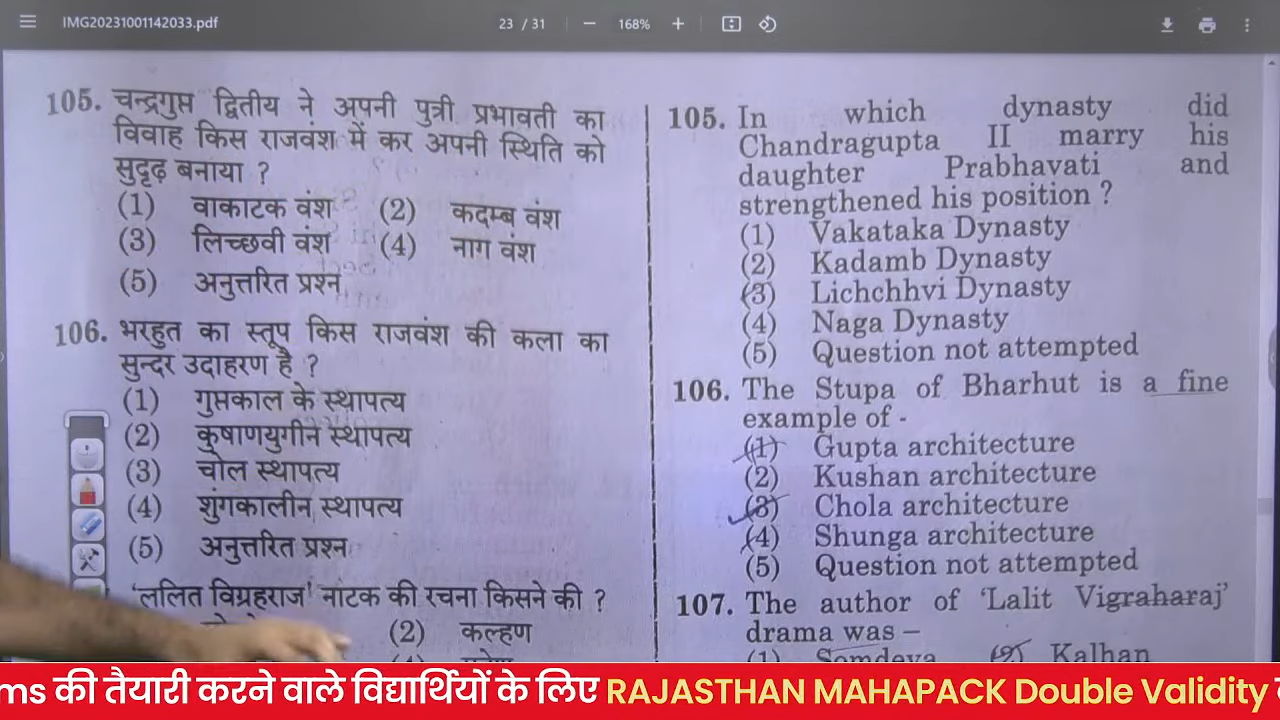 IMG20231001142033.pdf
23 / 31
168%
105. चन्द्रगुप्त द्वितीय ने अपनी पुत्री प्रभावती का
विवाह किस राजवंश में कर अपनी स्थिति को
सुदृढ़ बनाया ?
(1) वाकाटक वंश (2) कदम्ब वंश
(3) लिच्छवी वंश (4) नाग वंश
(5) अनुत्तरित प्रश्न
106. भरहुत का स्तूप किस राजवंश की कला का
सुन्दर उदाहरण है ?
(1) गुप्तकाल के स्थापत्य
(2) कुषाणयुगीन स्थापत्य
(3) चोल स्थापत्य
(4) शुंगकालीन स्थापत्य
(5) अनुत्तरित प्रश्न
'ललित विग्रहराज' नाटक की रचना किसने की ?
(2) कल्हण
105. In which dynasty did
Chandragupta II marry his
daughter Prabhavati and
strengthened his position ?
(1) Vakataka Dynasty
(2) Kadamb Dynasty
(3) Lichchhvi Dynasty
(4) Naga Dynasty
(5) Question not attempted
106. The Stupa of Bharhut is a fine
example of -
(1) Gupta architecture
(2) Kushan architecture
(3) Chola architecture
(4) Shunga architecture
(5) Question not attempted
107. The author of 'Lalit Vigraharaj'
drama was –
(1) Somdeva (2) Kalhan
ms की तैयारी करने वाले विद्यार्थियों के लिए RAJASTHAN MAHAPACK Double Validity